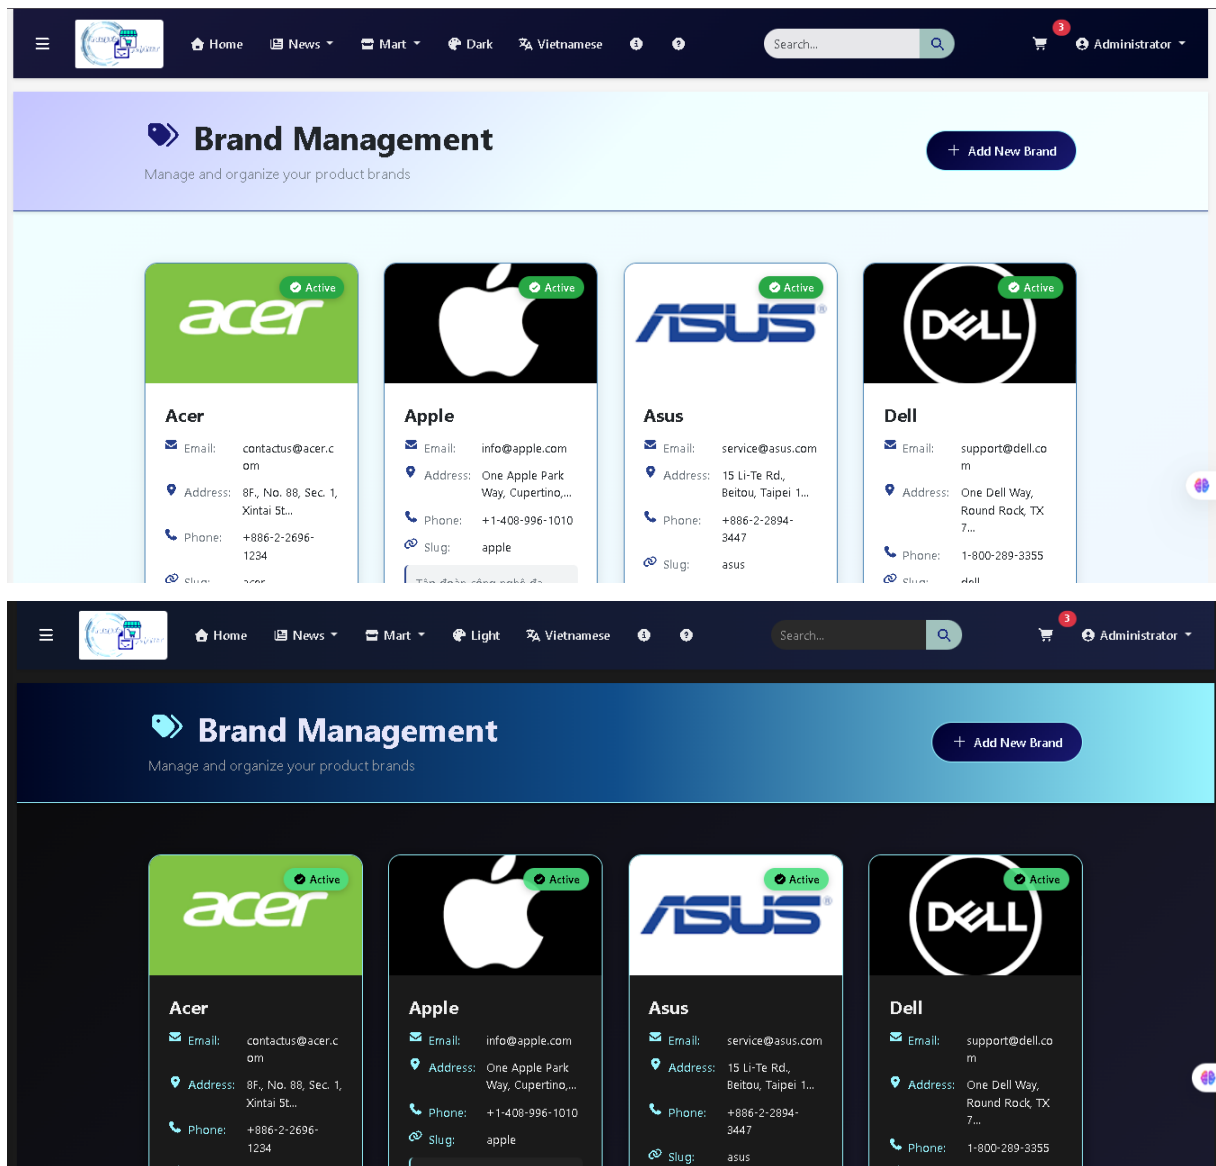 Home News Mart Dark Vietnamese Search... 3 Administrator
Brand Management
Manage and organize your product brands
Add New Brand
acer Active
Active
ASUS® Active
DELL Active
Acer
Email: contactus@acer.c
om
Address: 8F., No. 88, Sec. 1,
Xintai 5t...
Phone: +886-2-2696-
1234
Slug: acer
Apple
Email: info@apple.com
Address: One Apple Park
Way, Cupertino,...
Phone: +1-408-996-1010
Slug: apple
Tập đoàn công nghệ đa
Asus
Email: service@asus.com
Address: 15 Li-Te Rd.,
Beitou, Taipei 1...
Phone: +886-2-2894-
3447
Slug: asus
Dell
Email: support@dell.co
m
Address: One Dell Way,
Round Rock, TX
7...
Phone: 1-800-289-3355
Slug: dell
Home News Mart Light Vietnamese Search... 3 Administrator
Brand Management
Manage and organize your product brands
Add New Brand
acer Active
Active
ASUS® Active
DELL Active
Acer
Email: contactus@acer.c
om
Address: 8F., No. 88, Sec. 1,
Xintai 5t...
Phone: +886-2-2696-
1234
Apple
Email: info@apple.com
Address: One Apple Park
Way, Cupertino,...
Phone: +1-408-996-1010
Slug: apple
Asus
Email: service@asus.com
Address: 15 Li-Te Rd.,
Beitou, Taipei 1...
Phone: +886-2-2894-
3447
Slug: asus
Dell
Email: support@dell.co
m
Address: One Dell Way,
Round Rock, TX
7...
Phone: 1-800-289-3355